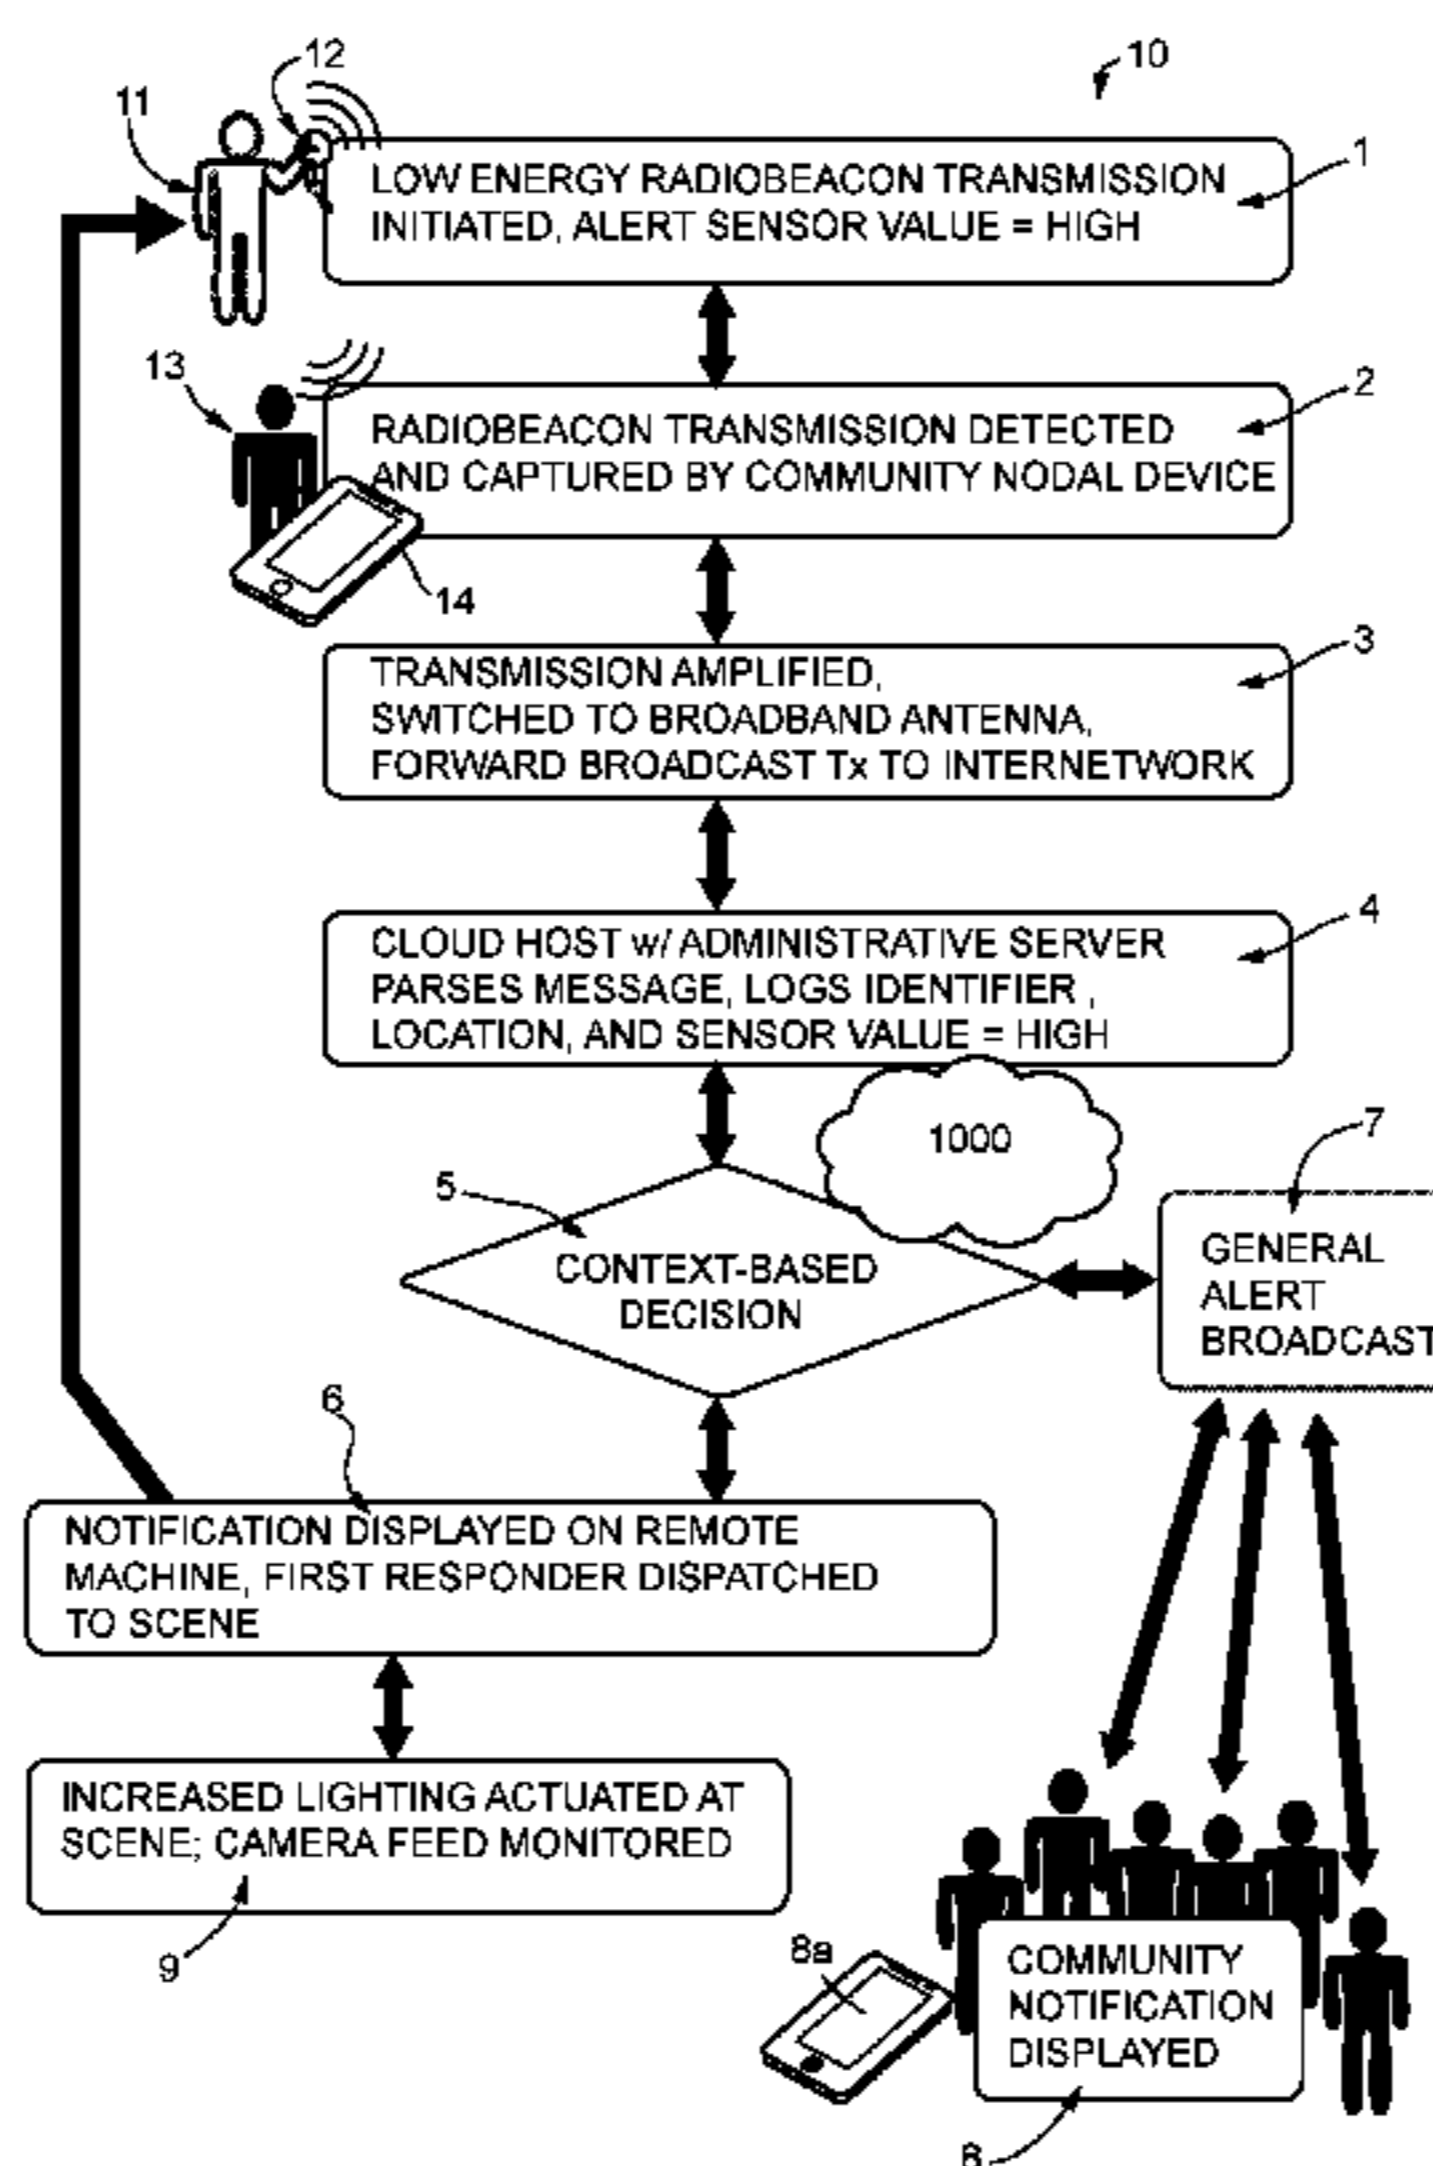 12
10
11
1
LOW ENERGY RADIOBEACON TRANSMISSION
INITIATED, ALERT SENSOR VALUE = HIGH
13
2
RADIOBEACON TRANSMISSION DETECTED
AND CAPTURED BY COMMUNITY NODAL DEVICE
14
3
TRANSMISSION AMPLIFIED,
SWITCHED TO BROADBAND ANTENNA,
FORWARD BROADCAST Tx TO INTERNETWORK
4
CLOUD HOST w/ ADMINISTRATIVE SERVER
PARSES MESSAGE, LOGS IDENTIFIER ,
LOCATION, AND SENSOR VALUE = HIGH
1000
7
5
CONTEXT-BASED
DECISION
GENERAL
ALERT
BROADCAST
6
NOTIFICATION DISPLAYED ON REMOTE
MACHINE, FIRST RESPONDER DISPATCHED
TO SCENE
INCREASED LIGHTING ACTUATED AT
SCENE; CAMERA FEED MONITORED
9
8a
COMMUNITY
NOTIFICATION
DISPLAYED
8